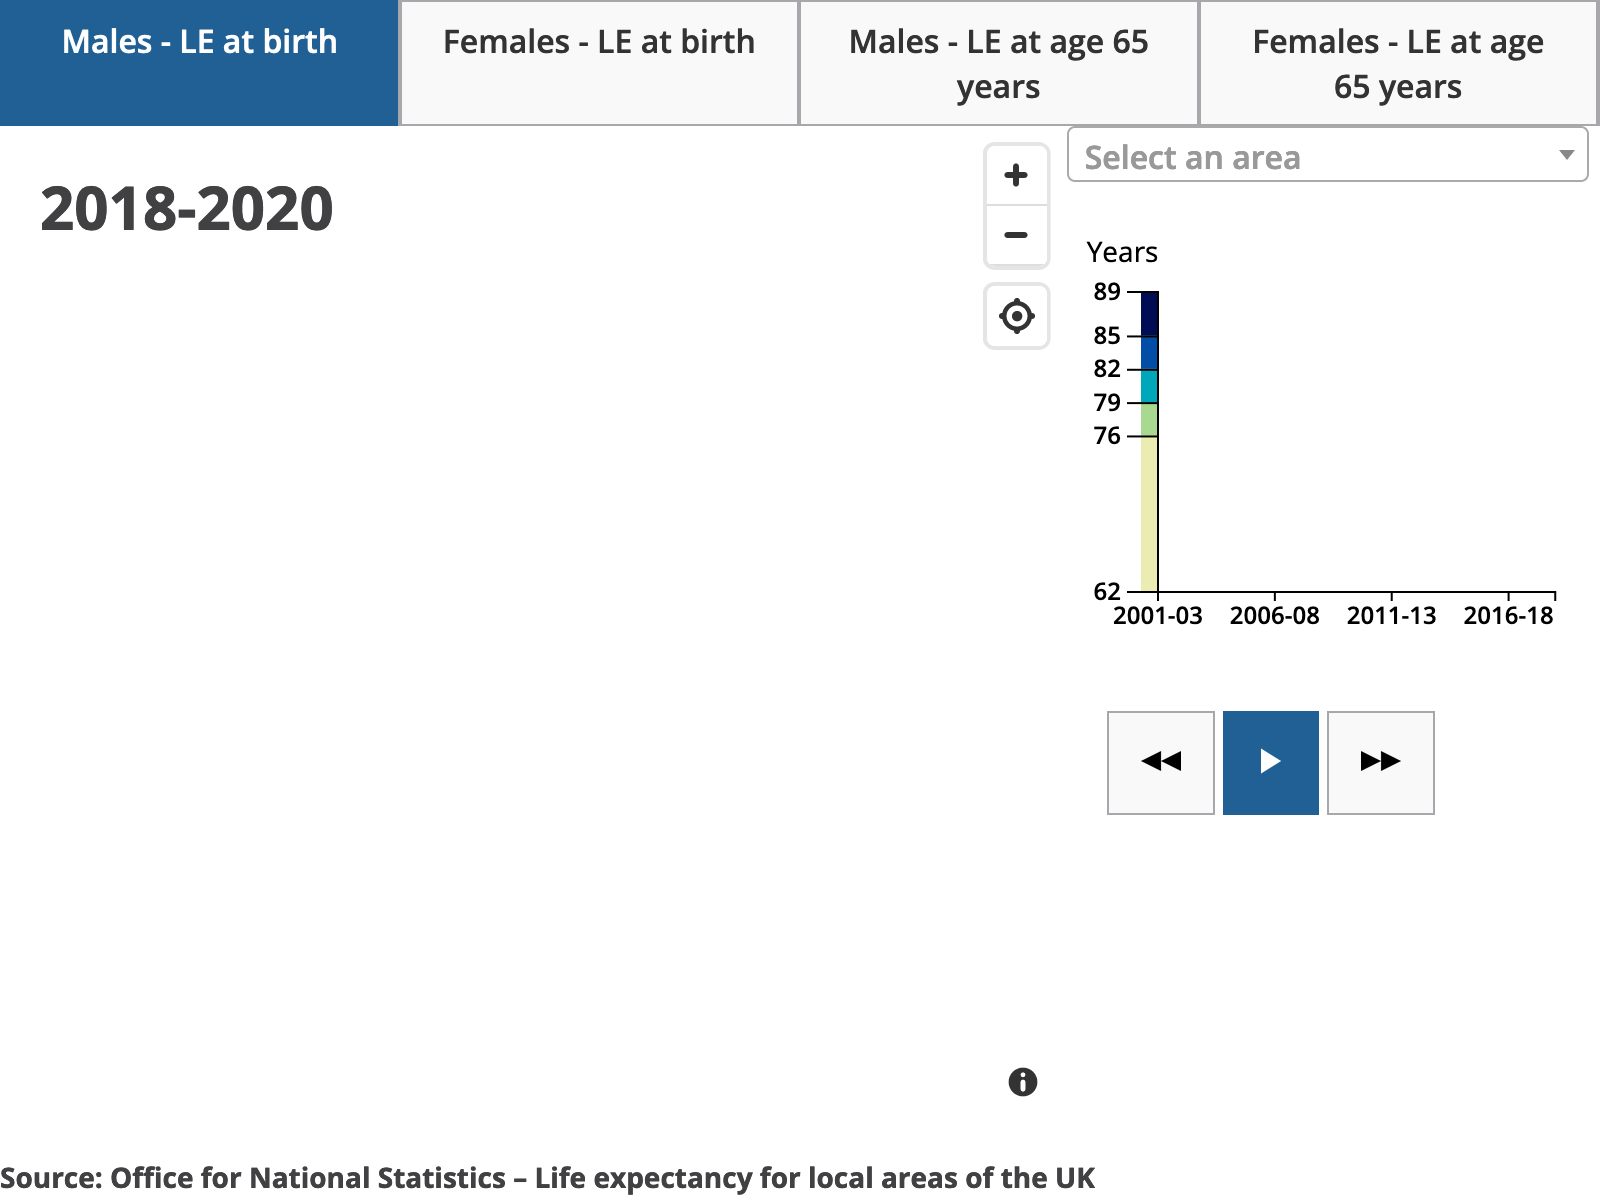 Males - LE at birth
Females - LE at birth
Males - LE at age 65
years
Females - LE at age
65 years
2018-2020
Select an area
Years
89
85
82
79
76
62
2001-03 2006-08 2011-13 2016-18
Source: Office for National Statistics – Life expectancy for local areas of the UK